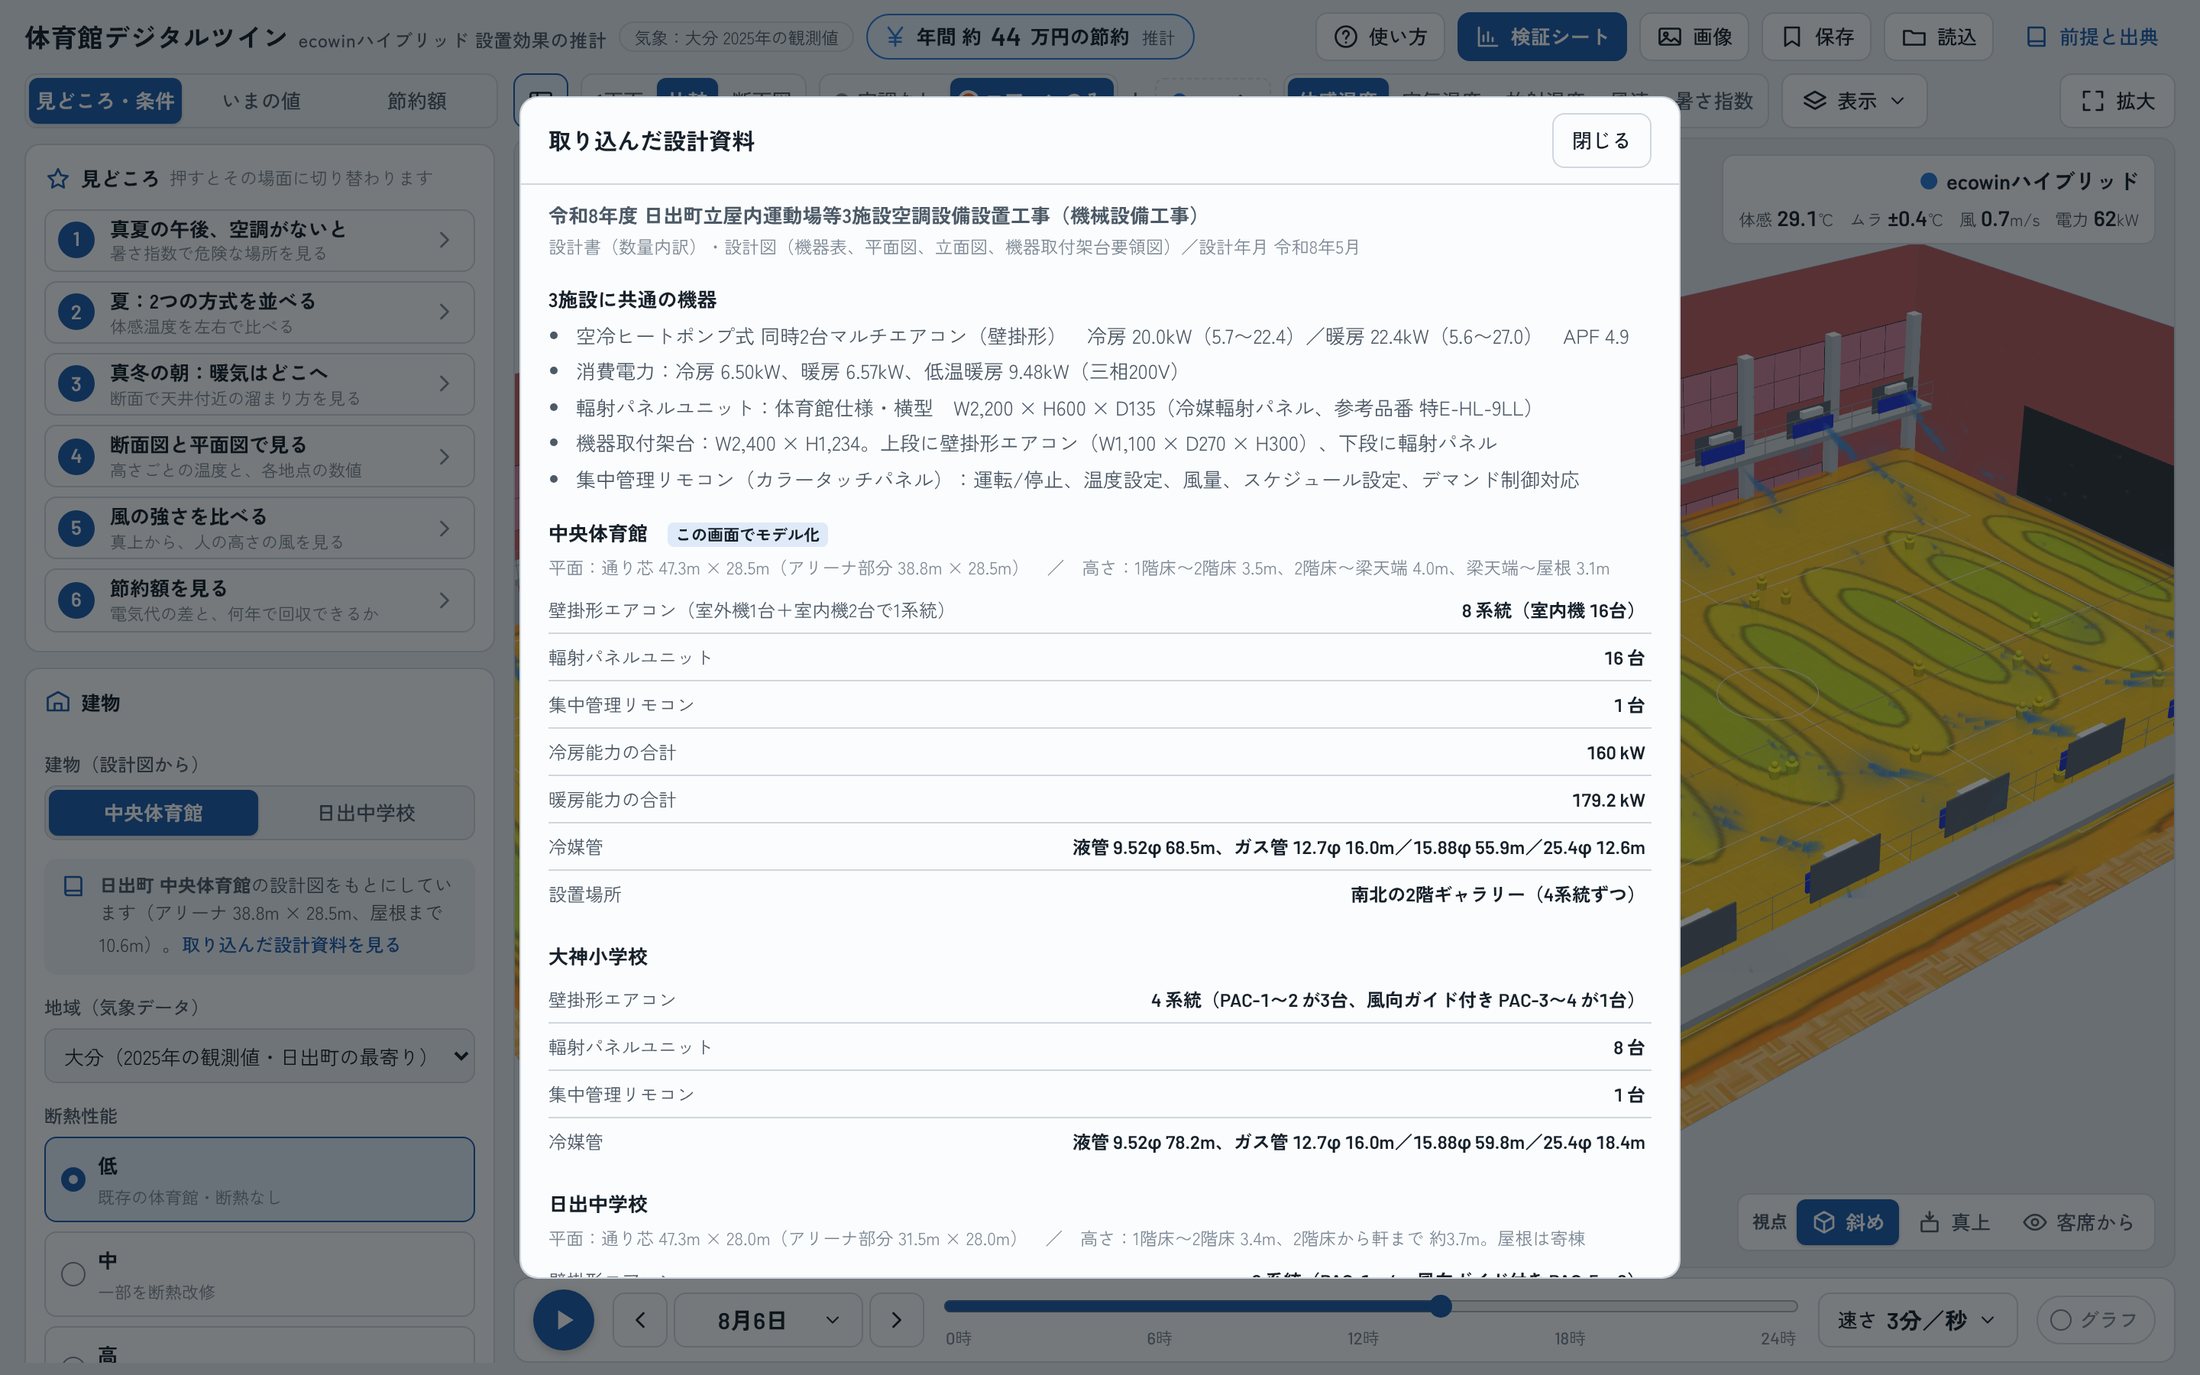 体育館デジタルツイン ecowinハイブリッド 設置効果の推計
気象：大分 2025年の観測値
年間 約 44 万円の節約 推計
使い方
検証シート
画像
保存
読込
前提と出典
見どころ・条件
いまの値
節約額
暑さ指数
表示
拡大
見どころ 押すとその場面に切り替わります
1
真夏の午後、空調がないと
暑さ指数で危険な場所を見る
2
夏：2つの方式を並べる
体感温度を左右で比べる
3
真冬の朝：暖気はどこへ
断面で天井付近の溜まり方を見る
4
断面図と平面図で見る
高さごとの温度と、各地点の数値
5
風の強さを比べる
真上から、人の高さの風を見る
6
節約額を見る
電気代の差と、何年で回収できるか
建物
建物（設計図から）
中央体育館
日出中学校
日出町 中央体育館の設計図をもとにしてい
ます（アリーナ 38.8m × 28.5m、屋根まで
10.6m）。取り込んだ設計資料を見る
地域（気象データ）
大分（2025年の観測値・日出町の最寄り）
断熱性能
低
既存の体育館・断熱なし
中
一部を断熱改修
高
取り込んだ設計資料
閉じる
令和8年度 日出町立屋内運動場等3施設空調設備設置工事（機械設備工事）
設計書（数量内訳）・設計図（機器表、平面図、立面図、機器取付架台要領図）／設計年月 令和8年5月
3施設に共通の機器
• 空冷ヒートポンプ式 同時2台マルチエアコン（壁掛形）　冷房 20.0kW（5.7～22.4）／暖房 22.4kW（5.6～27.0）　APF 4.9
• 消費電力：冷房 6.50kW、暖房 6.57kW、低温暖房 9.48kW（三相200V）
• 輻射パネルユニット：体育館仕様・横型　W2,200 × H600 × D135（冷媒輻射パネル、参考品番 特E-HL-9LL）
• 機器取付架台：W2,400 × H1,234。上段に壁掛形エアコン（W1,100 × D270 × H300）、下段に輻射パネル
• 集中管理リモコン（カラータッチパネル）：運転/停止、温度設定、風量、スケジュール設定、デマンド制御対応
中央体育館 この画面でモデル化
平面：通り芯 47.3m × 28.5m（アリーナ部分 38.8m × 28.5m）　／　高さ：1階床～2階床 3.5m、2階床～梁天端 4.0m、梁天端～屋根 3.1m
壁掛形エアコン（室外機1台＋室内機2台で1系統） 8 系統（室内機 16台）
輻射パネルユニット 16 台
集中管理リモコン 1 台
冷房能力の合計 160 kW
暖房能力の合計 179.2 kW
冷媒管 液管 9.52φ 68.5m、ガス管 12.7φ 16.0m／15.88φ 55.9m／25.4φ 12.6m
設置場所 南北の2階ギャラリー（4系統ずつ）
大神小学校
壁掛形エアコン 4 系統（PAC-1～2 が3台、風向ガイド付き PAC-3～4 が1台）
輻射パネルユニット 8 台
集中管理リモコン 1 台
冷媒管 液管 9.52φ 78.2m、ガス管 12.7φ 16.0m／15.88φ 59.8m／25.4φ 18.4m
日出中学校
平面：通り芯 47.3m × 28.0m（アリーナ部分 31.5m × 28.0m）　／　高さ：1階床～2階床 3.4m、2階床から軒まで 約3.7m。屋根は寄棟
ecowinハイブリッド
体感 29.1℃ ムラ ±0.4℃ 風 0.7m/s 電力 62kW
視点
斜め
真上
客席から
8月6日
0時
6時
12時
18時
24時
速さ 3分／秒
グラフ